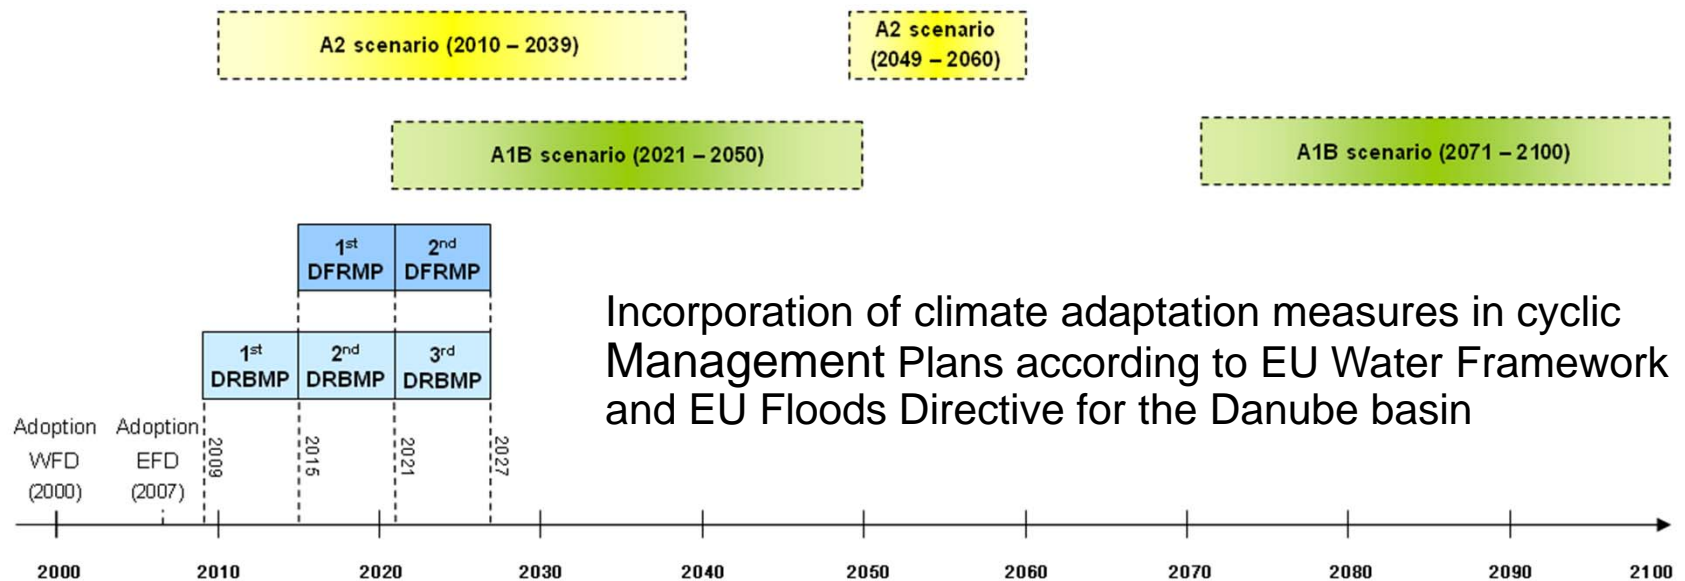 A2 scenario (2010 – 2039)
A2 scenario
(2049 – 2060)
A1B scenario (2021 – 2050)
A1B scenario (2071 – 2100)
1st
DFRMP
2nd
DFRMP
1st
DRBMP
2nd
DRBMP
3rd
DRBMP
Incorporation of climate adaptation measures in cyclic
Management Plans according to EU Water Framework
and EU Floods Directive for the Danube basin
Adoption
WFD
(2000)
Adoption
EFD
(2007)
2009
2015
2021
2027
2000
2010
2020
2030
2040
2050
2060
2070
2080
2090
2100